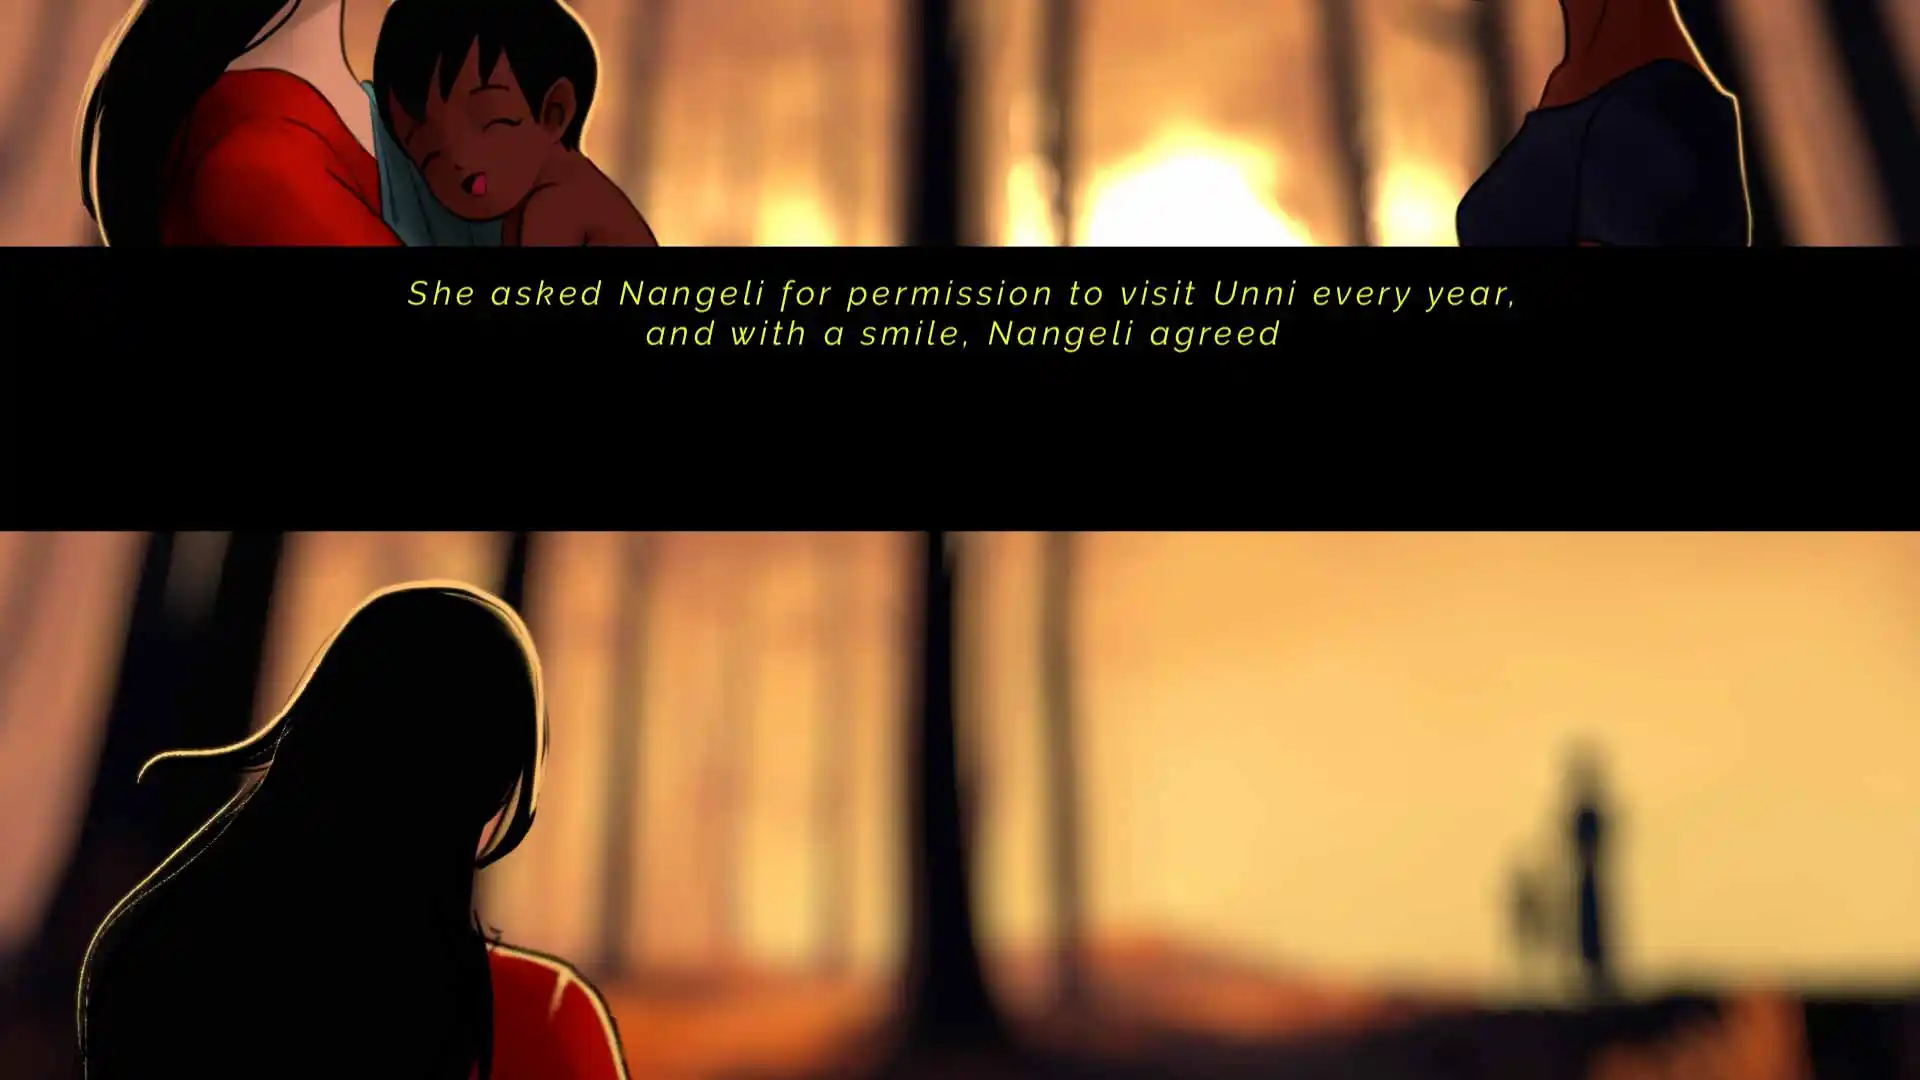 She asked Nangeli for permission to visit Unni every year,
and with a smile, Nangeli agreed